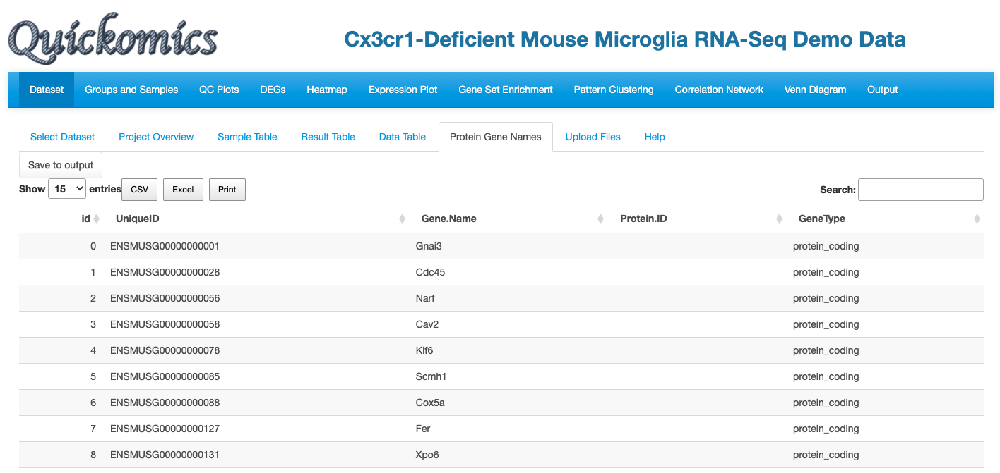 Quickomics
Cx3cr1-Deficient Mouse Microglia RNA-Seq Demo Data
Dataset Groups and Samples QC Plots DEGs Heatmap Expression Plot Gene Set Enrichment Pattern Clustering Correlation Network Venn Diagram Output
Select Dataset Project Overview Sample Table Result Table Data Table Protein Gene Names Upload Files Help
Save to output
Show 15 entries CSV Excel Print Search:
id UniqueID Gene.Name Protein.ID GeneType
0 ENSMUSG00000000001 Gnai3 protein_coding
1 ENSMUSG00000000028 Cdc45 protein_coding
2 ENSMUSG00000000056 Narf protein_coding
3 ENSMUSG00000000058 Cav2 protein_coding
4 ENSMUSG00000000078 Klf6 protein_coding
5 ENSMUSG00000000085 Scmh1 protein_coding
6 ENSMUSG00000000088 Cox5a protein_coding
7 ENSMUSG00000000127 Fer protein_coding
8 ENSMUSG00000000131 Xpo6 protein_coding